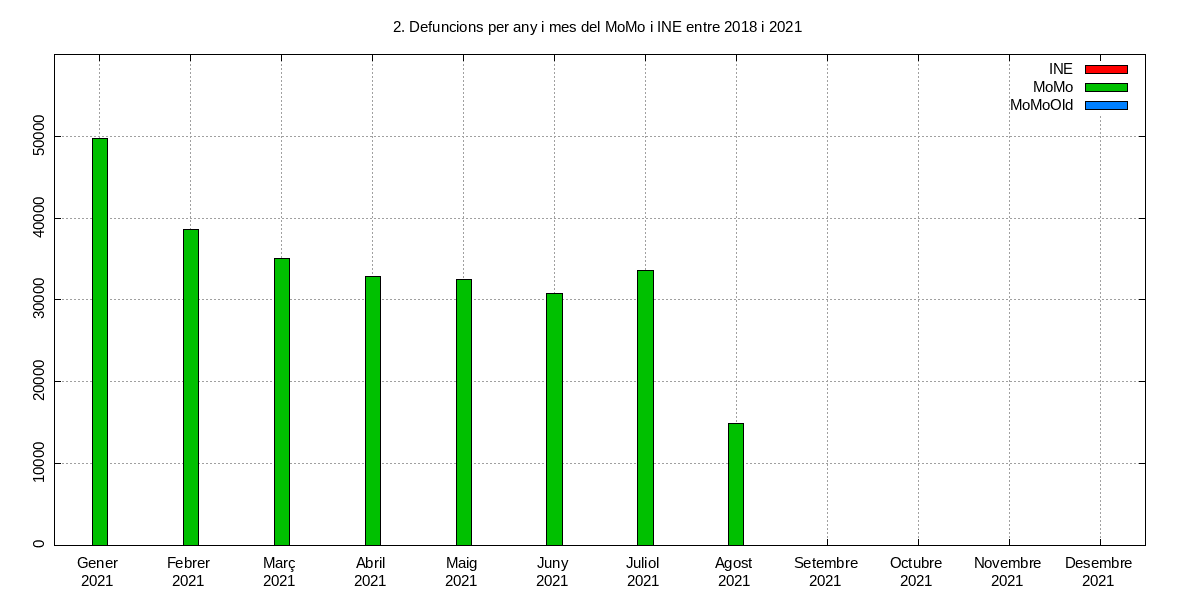 2. Defuncions per any i mes del MoMo i INE entre 2018 i 2021
INE
MoMo
MoMoOld
50000
40000
30000
20000
10000
0
Gener Febrer Març Abril Maig Juny Juliol Agost Setembre Octubre Novembre Desembre
2021 2021 2021 2021 2021 2021 2021 2021 2021 2021 2021 2021